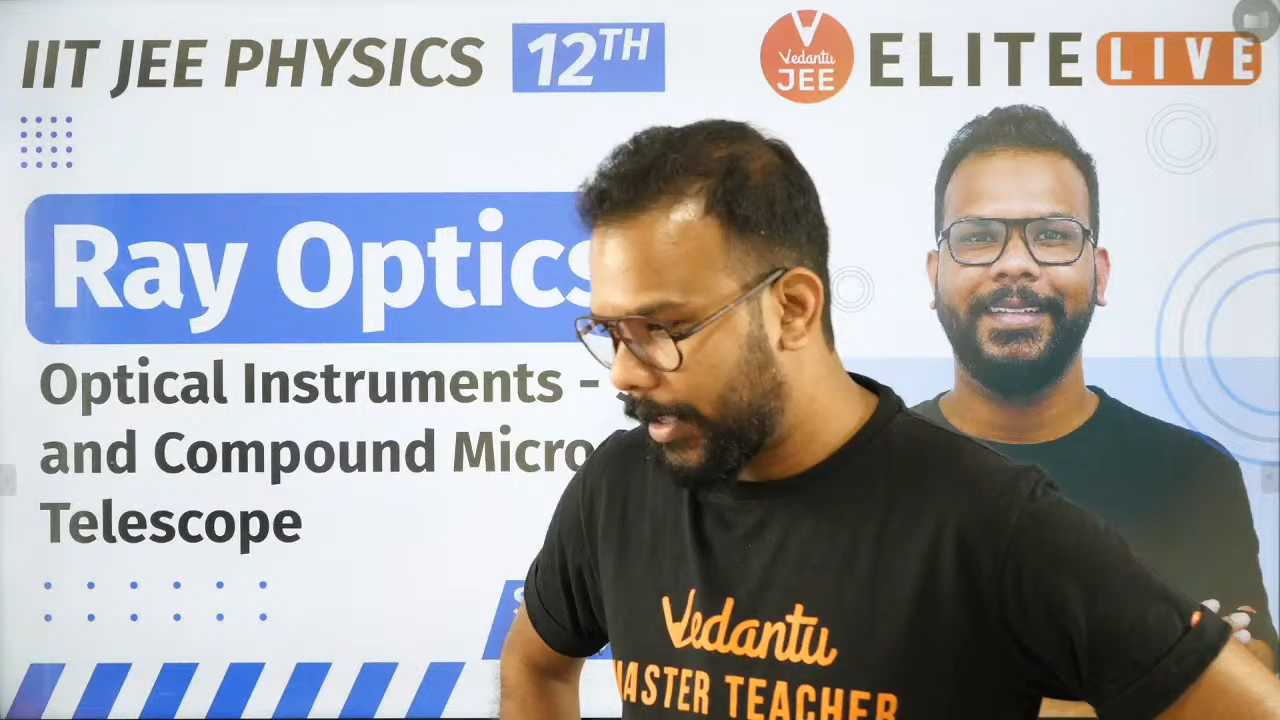 IIT JEE PHYSICS 12TH
Vedantu
JEE
ELITE LIVE
Ray Optics
Optical Instruments -
and Compound Micro
Telescope
Vedantu
MASTER TEACHER